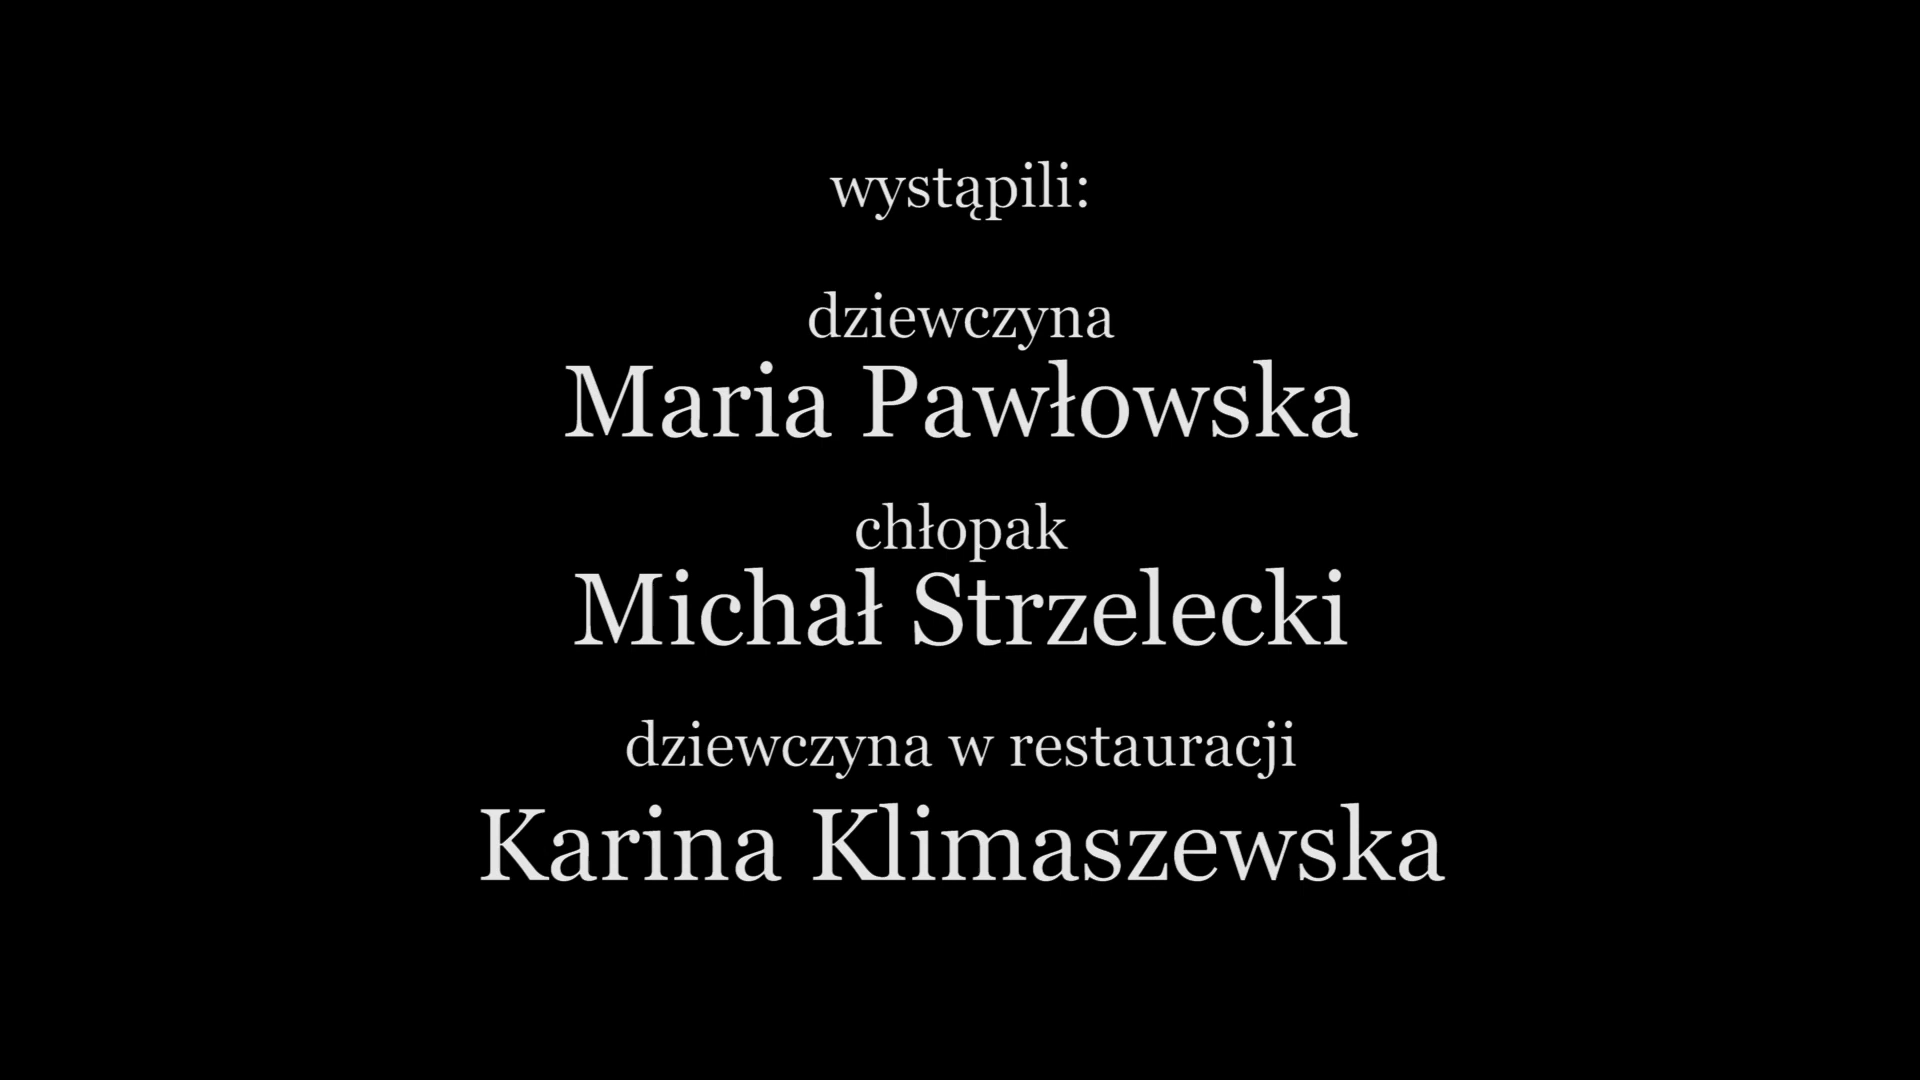 wystąpili:
dziewczyna
Maria Pawłowska
chłopak
Michał Strzelecki
dziewczyna w restauracji
Karina Klimaszewska